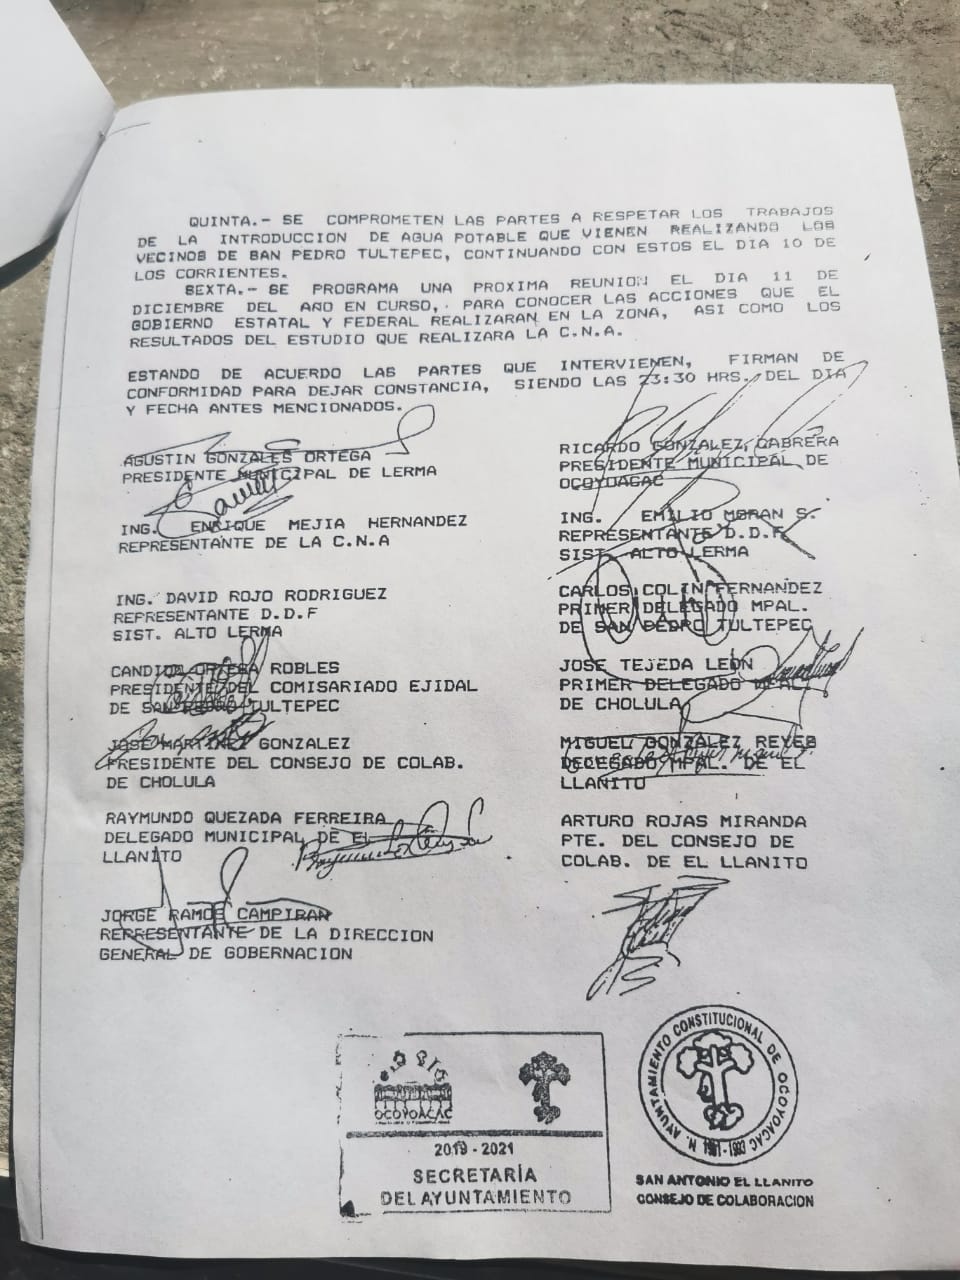 QUINTA.- SE COMPROMETEN LAS PARTES A RESPETAR LOS TRABAJOS
DE LA INTRODUCCION DE AGUA POTABLE QUE VIENEN REALIZANDO LOS
VECINOS DE SAN PEDRO TULTEPEC, CONTINUANDO CON ESTOS EL DIA 10 DE
LOS CORRIENTES.
SEXTA.- SE PROGRAMA UNA PROXIMA REUNION EL DIA 11 DE
DICIEMBRE DEL AÑO EN CURSO, PARA CONOCER LAS ACCIONES QUE EL
GOBIERNO ESTATAL Y FEDERAL REALIZARAN EN LA ZONA, ASI COMO LOS
RESULTADOS DEL ESTUDIO QUE REALIZARA LA C.N.A.
ESTANDO DE ACUERDO LAS PARTES QUE INTERVIENEN, FIRMAN DE
CONFORMIDAD PARA DEJAR CONSTANCIA, SIENDO LAS 23:30 HRS. DEL DIA
Y FECHA ANTES MENCIONADOS.
AGUSTIN GONZALES ORTEGA
PRESIDENTE MUNICIPAL DE LERMA
RICARDO GONZALEZ CABRERA
PRESIDENTE MUNICIPAL DE
OCOYOACAC
ING. ENRIQUE MEJIA HERNANDEZ
REPRESENTANTE DE LA C.N.A
ING. EMILIO MORAN S.
REPRESENTANTE D.D.F
SIST. ALTO LERMA
ING. DAVID ROJO RODRIGUEZ
REPRESENTANTE D.D.F
SIST. ALTO LERMA
CARLOS COLIN FERNANDEZ
PRIMER DELEGADO MPAL.
DE SAN PEDRO TULTEPEC
CANDIDO ORTEGA ROBLES
PRESIDENTE DEL COMISARIADO EJIDAL
DE SAN PEDRO TULTEPEC
JOSE TEJEDA LEON
PRIMER DELEGADO MPAL.
DE CHOLULA
JOSE MARTINEZ GONZALEZ
PRESIDENTE DEL CONSEJO DE COLAB.
DE CHOLULA
MIGUEL GONZALEZ REYES
DELEGADO MPAL. DE EL
LLANITO
RAYMUNDO QUEZADA FERREIRA
DELEGADO MUNICIPAL DE EL
LLANITO
ARTURO ROJAS MIRANDA
PTE. DEL CONSEJO DE
COLAB. DE EL LLANITO
JORGE RAMOS CAMPIRAN
REPRESENTANTE DE LA DIRECCION
GENERAL DE GOBERNACION
OCOYOACAC
2019 - 2021
SECRETARÍA
DEL AYUNTAMIENTO
H. AYUNTAMIENTO CONSTITUCIONAL DE OCOYOACAC
1991-1993
SAN ANTONIO EL LLANITO
CONSEJO DE COLABORACION